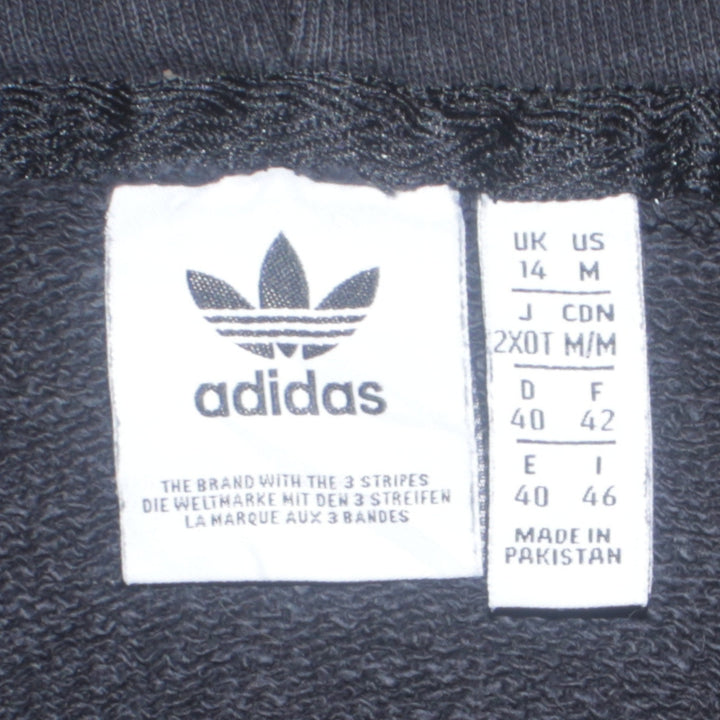 adidas
THE BRAND WITH THE 3 STRIPES
DIE WELTMARKE MIT DEN 3 STREIFEN
LA MARQUE AUX 3 BANDES
UK US
14 M
J CDN
2XOT M/M
D F
40 42
E I
40 46
MADE IN
PAKISTAN